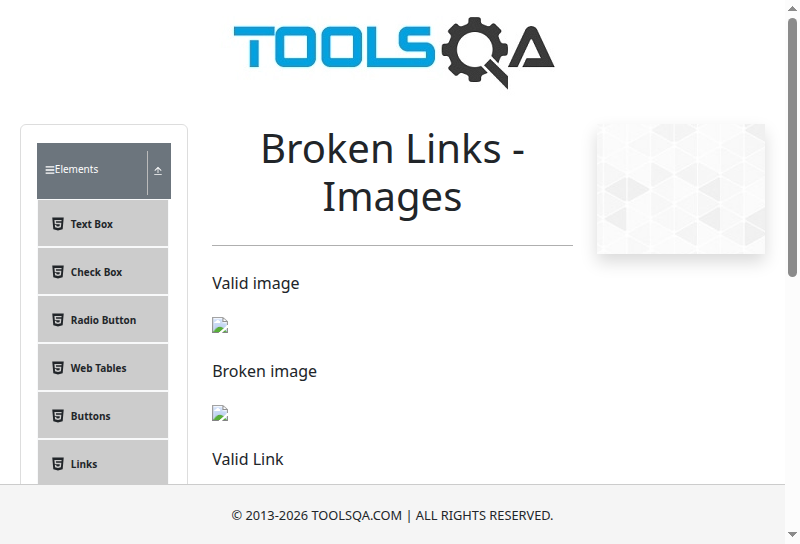 TOOLSQA
Elements
Text Box
Check Box
Radio Button
Web Tables
Buttons
Links
Broken Links -
Images
Valid image
Broken image
Valid Link
© 2013-2026 TOOLSQA.COM | ALL RIGHTS RESERVED.